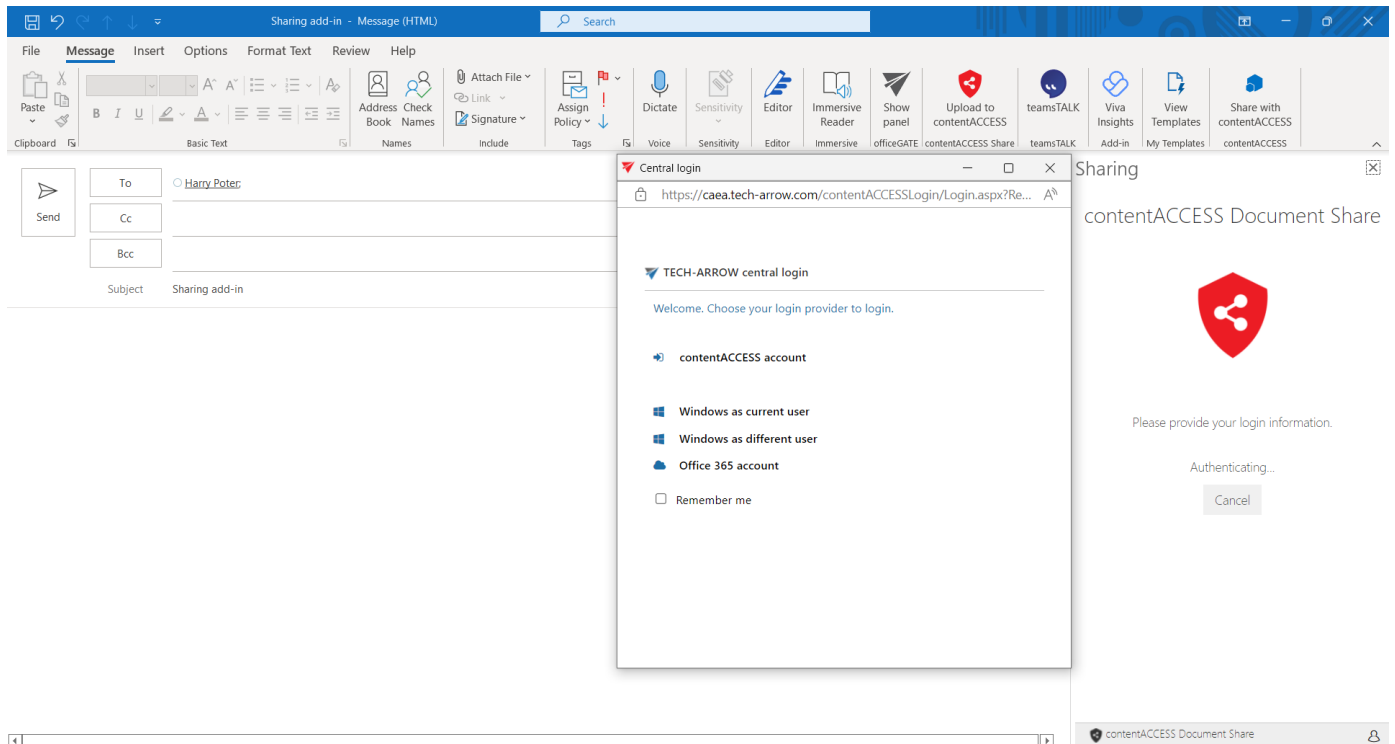 Sharing add-in - Message (HTML)
Search
File Message Insert Options Format Text Review Help
Paste
Clipboard
B I U
Basic Text
Address Book
Check Names
Names
Attach File
Link
Signature
Include
Assign Policy
Tags
Dictate
Voice
Sensitivity
Sensitivity
Editor
Editor
Immersive Reader
Immersive
Show panel
officeGATE
Upload to contentACCESS
contentACCESS Share
teamsTALK
teamsTALK
Viva Insights
Add-in
View Templates
My Templates
Share with contentACCESS
contentACCESS
Send
To
Harry Poter;
Cc
Bcc
Subject
Sharing add-in
Central login
https://caea.tech-arrow.com/contentACCESSLogin/Login.aspx?Re...
TECH-ARROW central login
Welcome. Choose your login provider to login.
contentACCESS account
Windows as current user
Windows as different user
Office 365 account
Remember me
Sharing
contentACCESS Document Share
Please provide your login information.
Authenticating...
Cancel
contentACCESS Document Share